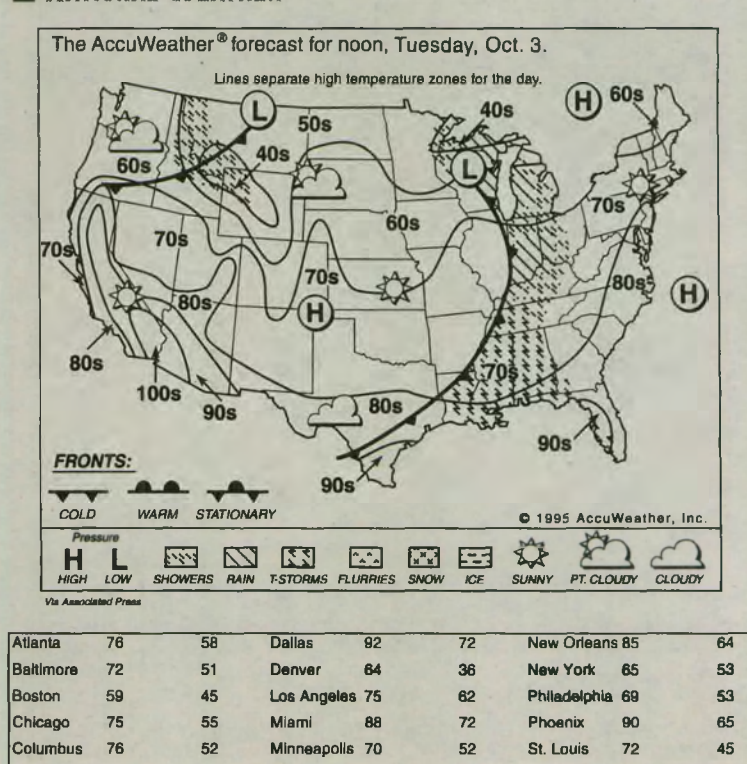 The AccuWeather® forecast for noon, Tuesday, Oct. 3.
Lines separate high temperature zones for the day.
L
50s
40s
60s
40s
L
H
60s
70s
70s
70s
60s
70s
80s
H
80s
H
80s
100s
90s
80s
70s
90s
90s
FRONTS:
COLD WARM STATIONARY
© 1995 AccuWeather, Inc.
Pressure
H L
HIGH LOW SHOWERS RAIN T-STORMS FLURRIES SNOW ICE SUNNY PT. CLOUDY CLOUDY
Via Associated Press
Atlanta 76 58 Dallas 92 72 New Orleans 85 64
Baltimore 72 51 Denver 64 36 New York 65 53
Boston 59 45 Los Angeles 75 62 Philadelphia 69 53
Chicago 75 55 Miami 88 72 Phoenix 90 65
Columbus 76 52 Minneapolis 70 52 St. Louis 72 45